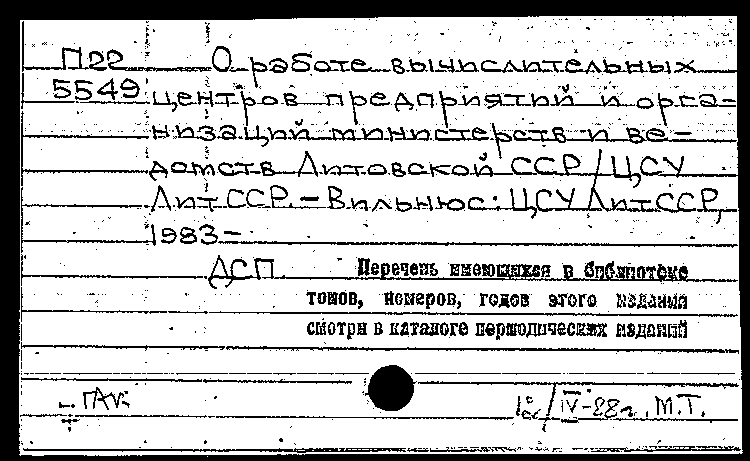 П22 О работе вычислительных
5549 центров предприятий и орга-
низаций министерств и ве-
домств Литовской ССР / ЦСУ
ЛитССР. - Вильнюс: ЦСУ ЛитССР,
1983-
ДСП. Перечень имеющихся в библиотеке
томов, номеров, годов этого издания
смотри в каталоге периодических изданий
IV-88г. М.Т.